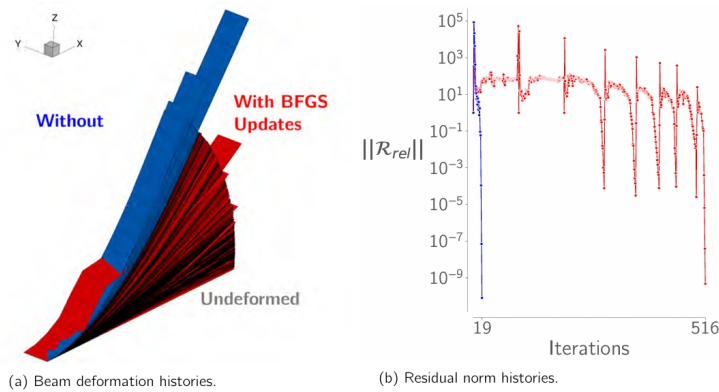 Z
Y
X
Without
With BFGS
Updates
Undeformed
(a) Beam deformation histories.
10^5
10^3
10^1
10^-1
10^-3
10^-5
10^-7
10^-9
||R_rel||
19
516
Iterations
(b) Residual norm histories.